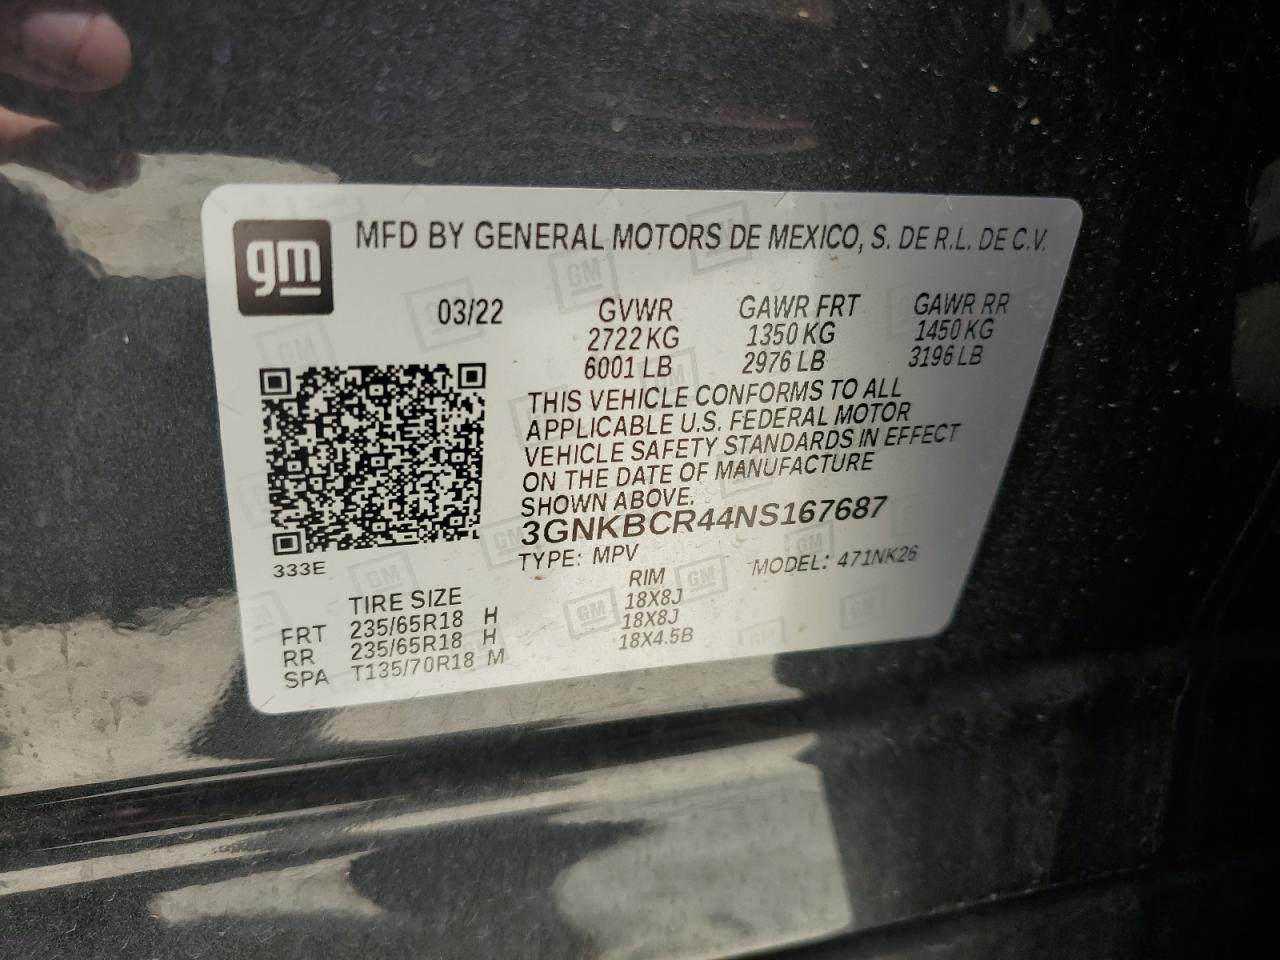 gm
MFD BY GENERAL MOTORS DE MEXICO, S. DE R.L. DE C.V.
03/22 GVWR GAWR FRT GAWR RR
2722 KG 1350 KG 1450 KG
6001 LB 2976 LB 3196 LB
THIS VEHICLE CONFORMS TO ALL
APPLICABLE U.S. FEDERAL MOTOR
VEHICLE SAFETY STANDARDS IN EFFECT
ON THE DATE OF MANUFACTURE
SHOWN ABOVE.
3GNKBCR44NS167687
333E
TYPE: MPV MODEL: 471NK26
TIRE SIZE RIM
FRT 235/65R18 H 18X8J
RR 235/65R18 H 18X8J
SPA T135/70R18 M 18X4.5B